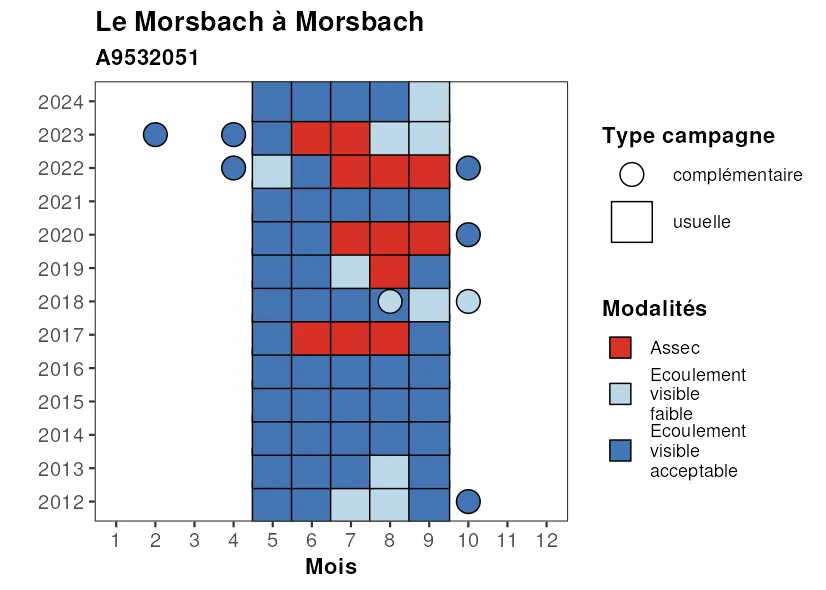 Le Morsbach à Morsbach
A9532051
2024
2023
2022
2021
2020
2019
2018
2017
2016
2015
2014
2013
2012
1 2 3 4 5 6 7 8 9 10 11 12
Mois
Type campagne
complémentaire
usuelle
Modalités
Assec
Ecoulement
visible
faible
Ecoulement
visible
acceptable